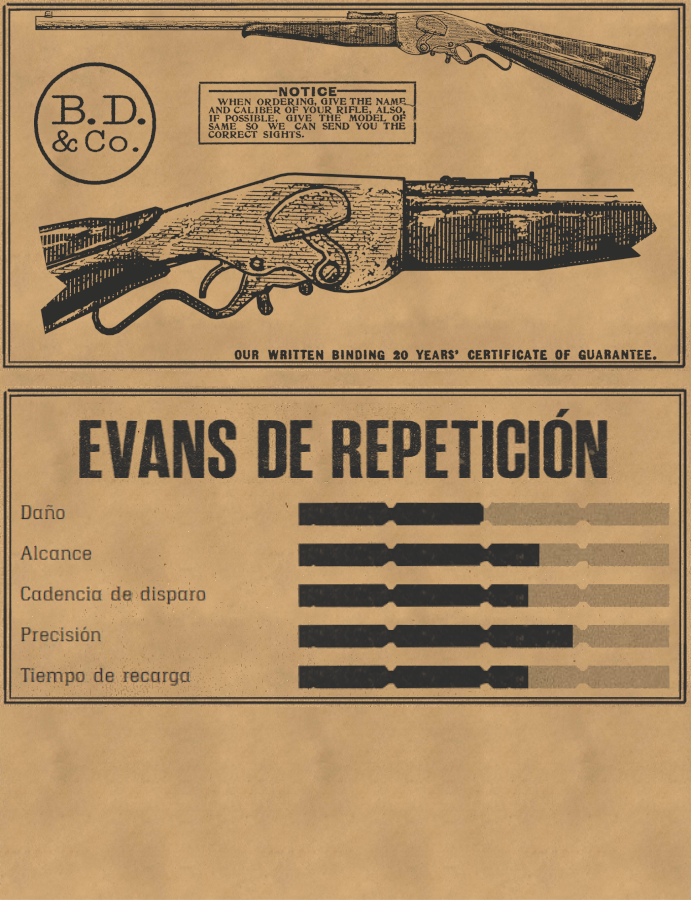 B.D.
& Co.
NOTICE
WHEN ORDERING, GIVE THE NAME
AND CALIBER OF YOUR RIFLE, ALSO,
IF POSSIBLE, GIVE THE MODEL OF
SAME SO WE CAN SEND YOU THE
CORRECT SIGHTS.
OUR WRITTEN BINDING 20 YEARS' CERTIFICATE OF GUARANTEE.
EVANS DE REPETICIÓN
Daño
Alcance
Cadencia de disparo
Precisión
Tiempo de recarga